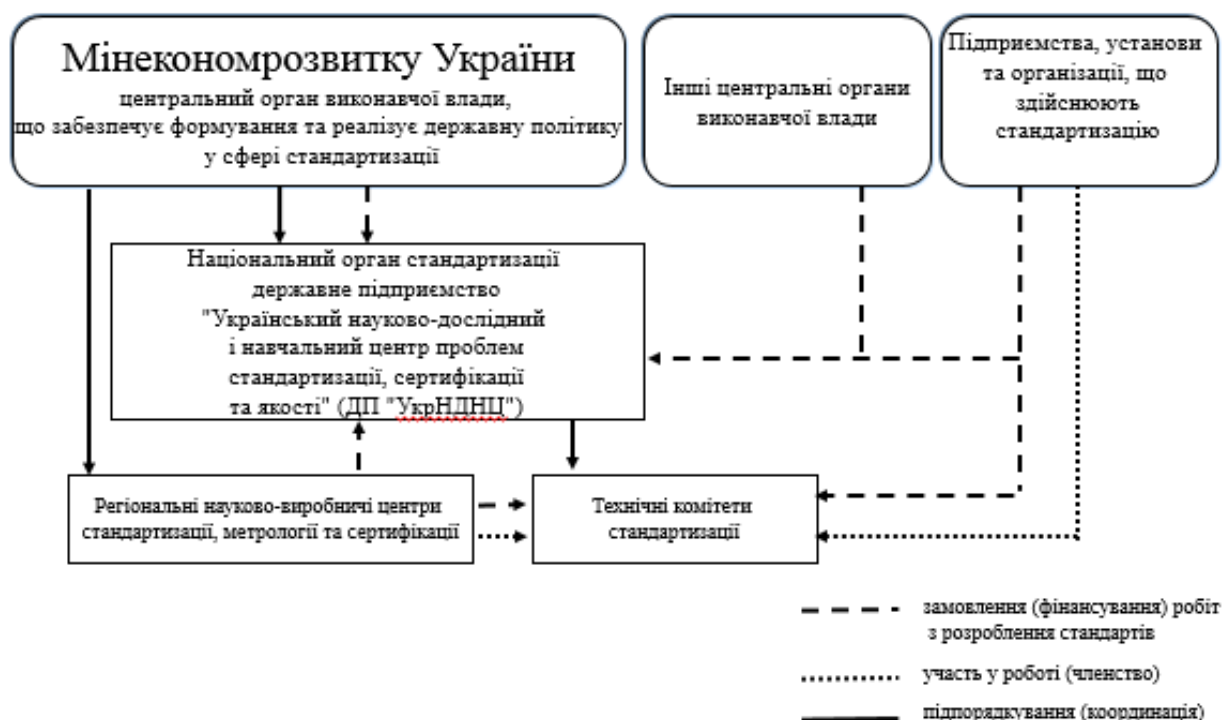 Мінекономрозвитку України
центральний орган виконавчої влади,
що забезпечує формування та реалізує державну політику
у сфері стандартизації
Інші центральні органи
виконавчої влади
Підприємства, установи
та організації, що
здійснюють
стандартизацію
Національний орган стандартизації
державне підприємство
"Український науково-дослідний
і навчальний центр проблем
стандартизації, сертифікації
та якості" (ДП "УкрНДНЦ")
Регіональні науково-виробничі центри
стандартизації, метрології та сертифікації
Технічні комітети
стандартизації
замовлення (фінансування) робіт
з розроблення стандартів
участь у роботі (членство)
підпорядкування (координація)